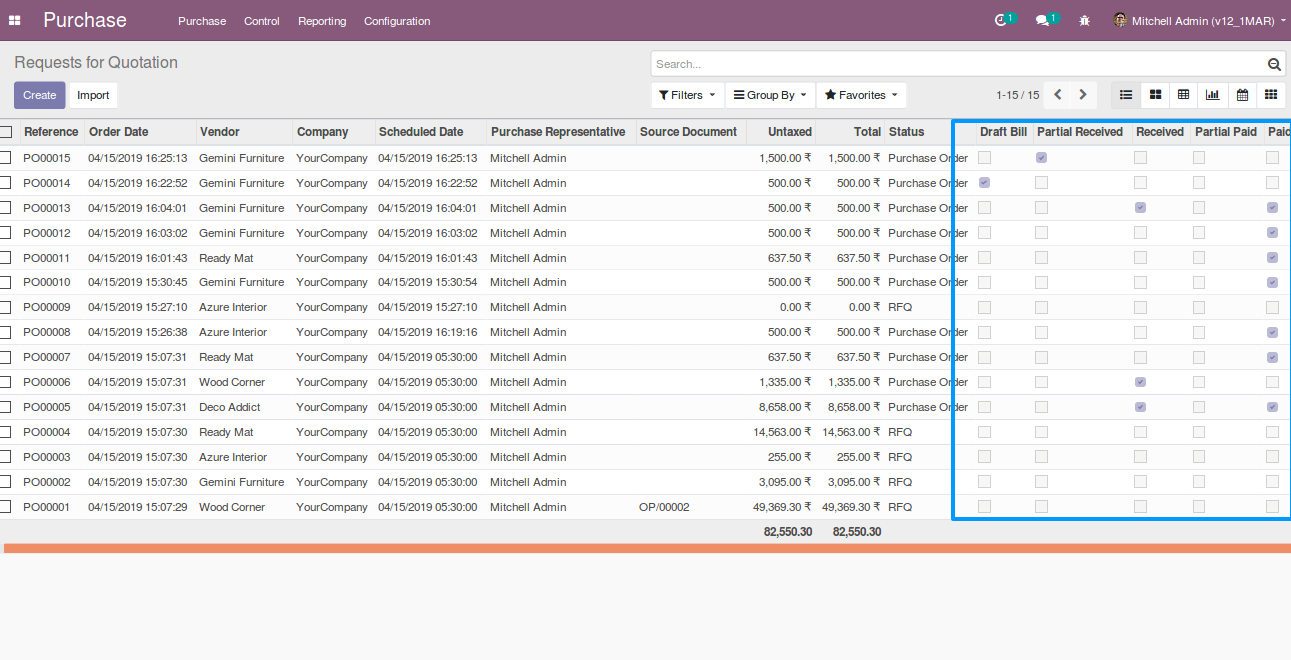 Purchase Purchase Control Reporting Configuration 1 1 Mitchell Admin (v12_1MAR)
Requests for Quotation Search...
Create Import Filters Group By Favorites 1-15 / 15
Reference Order Date Vendor Company Scheduled Date Purchase Representative Source Document Untaxed Total Status Draft Bill Partial Received Received Partial Paid Paid
PO00015 04/15/2019 16:25:13 Gemini Furniture YourCompany 04/15/2019 16:25:13 Mitchell Admin 1,500.00 ₹ 1,500.00 ₹ Purchase Order
PO00014 04/15/2019 16:22:52 Gemini Furniture YourCompany 04/15/2019 16:22:52 Mitchell Admin 500.00 ₹ 500.00 ₹ Purchase Order
PO00013 04/15/2019 16:04:01 Gemini Furniture YourCompany 04/15/2019 16:04:01 Mitchell Admin 500.00 ₹ 500.00 ₹ Purchase Order
PO00012 04/15/2019 16:03:02 Gemini Furniture YourCompany 04/15/2019 16:03:02 Mitchell Admin 500.00 ₹ 500.00 ₹ Purchase Order
PO00011 04/15/2019 16:01:43 Ready Mat YourCompany 04/15/2019 16:01:43 Mitchell Admin 637.50 ₹ 637.50 ₹ Purchase Order
PO00010 04/15/2019 15:30:45 Gemini Furniture YourCompany 04/15/2019 15:30:54 Mitchell Admin 500.00 ₹ 500.00 ₹ Purchase Order
PO00009 04/15/2019 15:27:10 Azure Interior YourCompany 04/15/2019 15:27:10 Mitchell Admin 0.00 ₹ 0.00 ₹ RFQ
PO00008 04/15/2019 15:26:38 Azure Interior YourCompany 04/15/2019 16:19:16 Mitchell Admin 500.00 ₹ 500.00 ₹ Purchase Order
PO00007 04/15/2019 15:07:31 Ready Mat YourCompany 04/15/2019 05:30:00 Mitchell Admin 637.50 ₹ 637.50 ₹ Purchase Order
PO00006 04/15/2019 15:07:31 Wood Corner YourCompany 04/15/2019 05:30:00 Mitchell Admin 1,335.00 ₹ 1,335.00 ₹ Purchase Order
PO00005 04/15/2019 15:07:31 Deco Addict YourCompany 04/15/2019 05:30:00 Mitchell Admin 8,658.00 ₹ 8,658.00 ₹ Purchase Order
PO00004 04/15/2019 15:07:30 Ready Mat YourCompany 04/15/2019 05:30:00 Mitchell Admin 14,563.00 ₹ 14,563.00 ₹ RFQ
PO00003 04/15/2019 15:07:30 Azure Interior YourCompany 04/15/2019 05:30:00 Mitchell Admin 255.00 ₹ 255.00 ₹ RFQ
PO00002 04/15/2019 15:07:30 Gemini Furniture YourCompany 04/15/2019 05:30:00 Mitchell Admin 3,095.00 ₹ 3,095.00 ₹ RFQ
PO00001 04/15/2019 15:07:29 Wood Corner YourCompany 04/15/2019 05:30:00 Mitchell Admin OP/00002 49,369.30 ₹ 49,369.30 ₹ RFQ
82,550.30 82,550.30